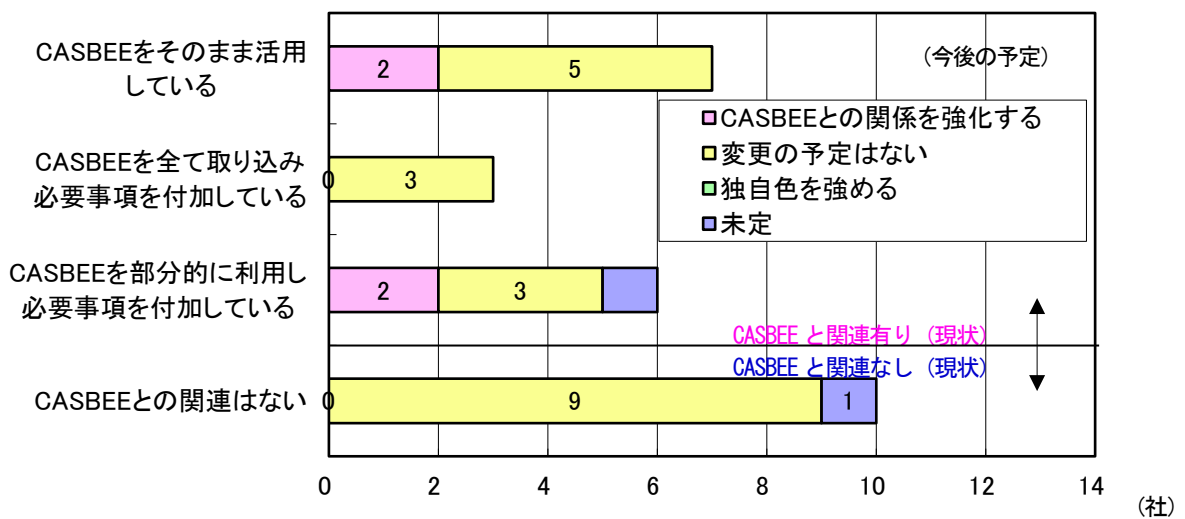 CASBEEをそのまま活用
している
2
5
(今後の予定)
CASBEEとの関係を強化する
変更の予定はない
独自色を強める
未定
CASBEEを全て取り込み
必要事項を付加している
0
3
CASBEEを部分的に利用し
必要事項を付加している
2
3
CASBEE と関連有り (現状)
CASBEE と関連なし (現状)
CASBEEとの関連はない
0
9
1
0 2 4 6 8 10 12 14
(社)